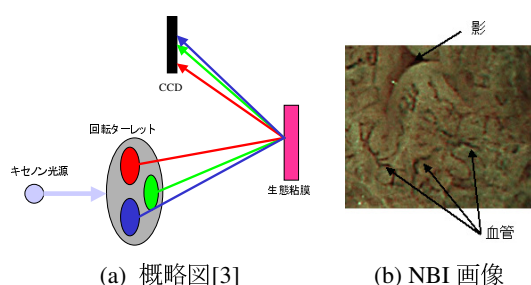 CCD
回転ターレット
キセノン光源
生態粘膜
(a) 概略図[3]
影
血管
(b) NBI 画像